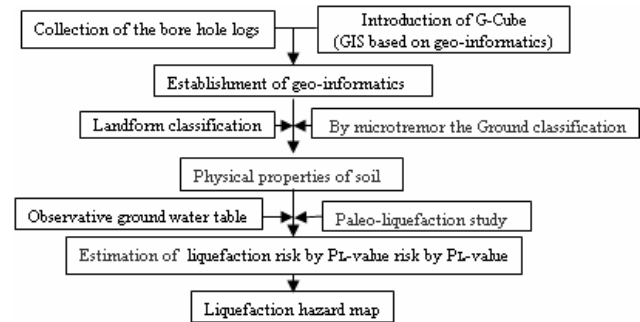 Collection of the bore hole logs
Introduction of G-Cube
(GIS based on geo-informatics)
Establishment of geo-informatics
Landform classification
By microtremor the Ground classification
Physical properties of soil
Observative ground water table
Paleo-liquefaction study
Estimation of liquefaction risk by PL-value risk by PL-value
Liquefaction hazard map